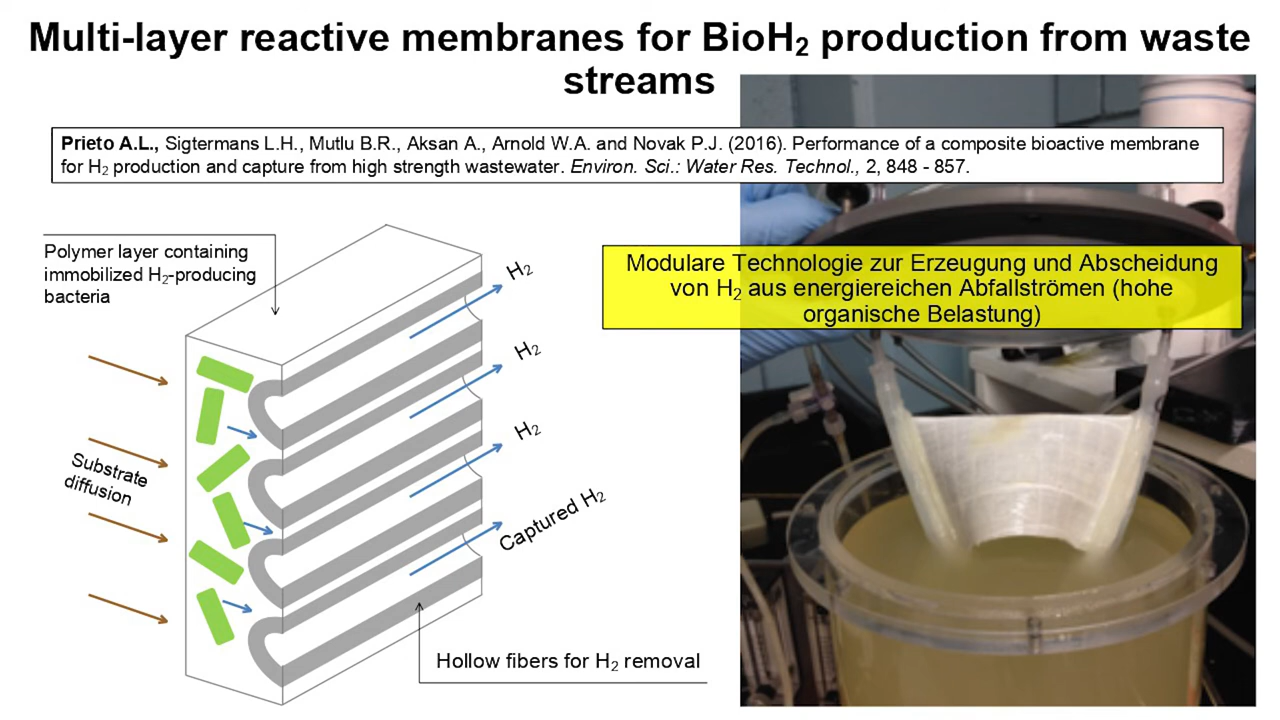 Multi-layer reactive membranes for BioH₂ production from waste
streams
Prieto A.L., Sigtermans L.H., Mutlu B.R., Aksan A., Arnold W.A. and Novak P.J. (2016). Performance of a composite bioactive membrane
for H₂ production and capture from high strength wastewater. Environ. Sci.: Water Res. Technol., 2, 848 - 857.
Polymer layer containing
immobilized H₂-producing
bacteria
Modulare Technologie zur Erzeugung und Abscheidung
von H₂ aus energiereichen Abfallströmen (hohe
organische Belastung)
H₂
H₂
H₂
Substrate
diffusion
Captured H₂
Hollow fibers for H₂ removal